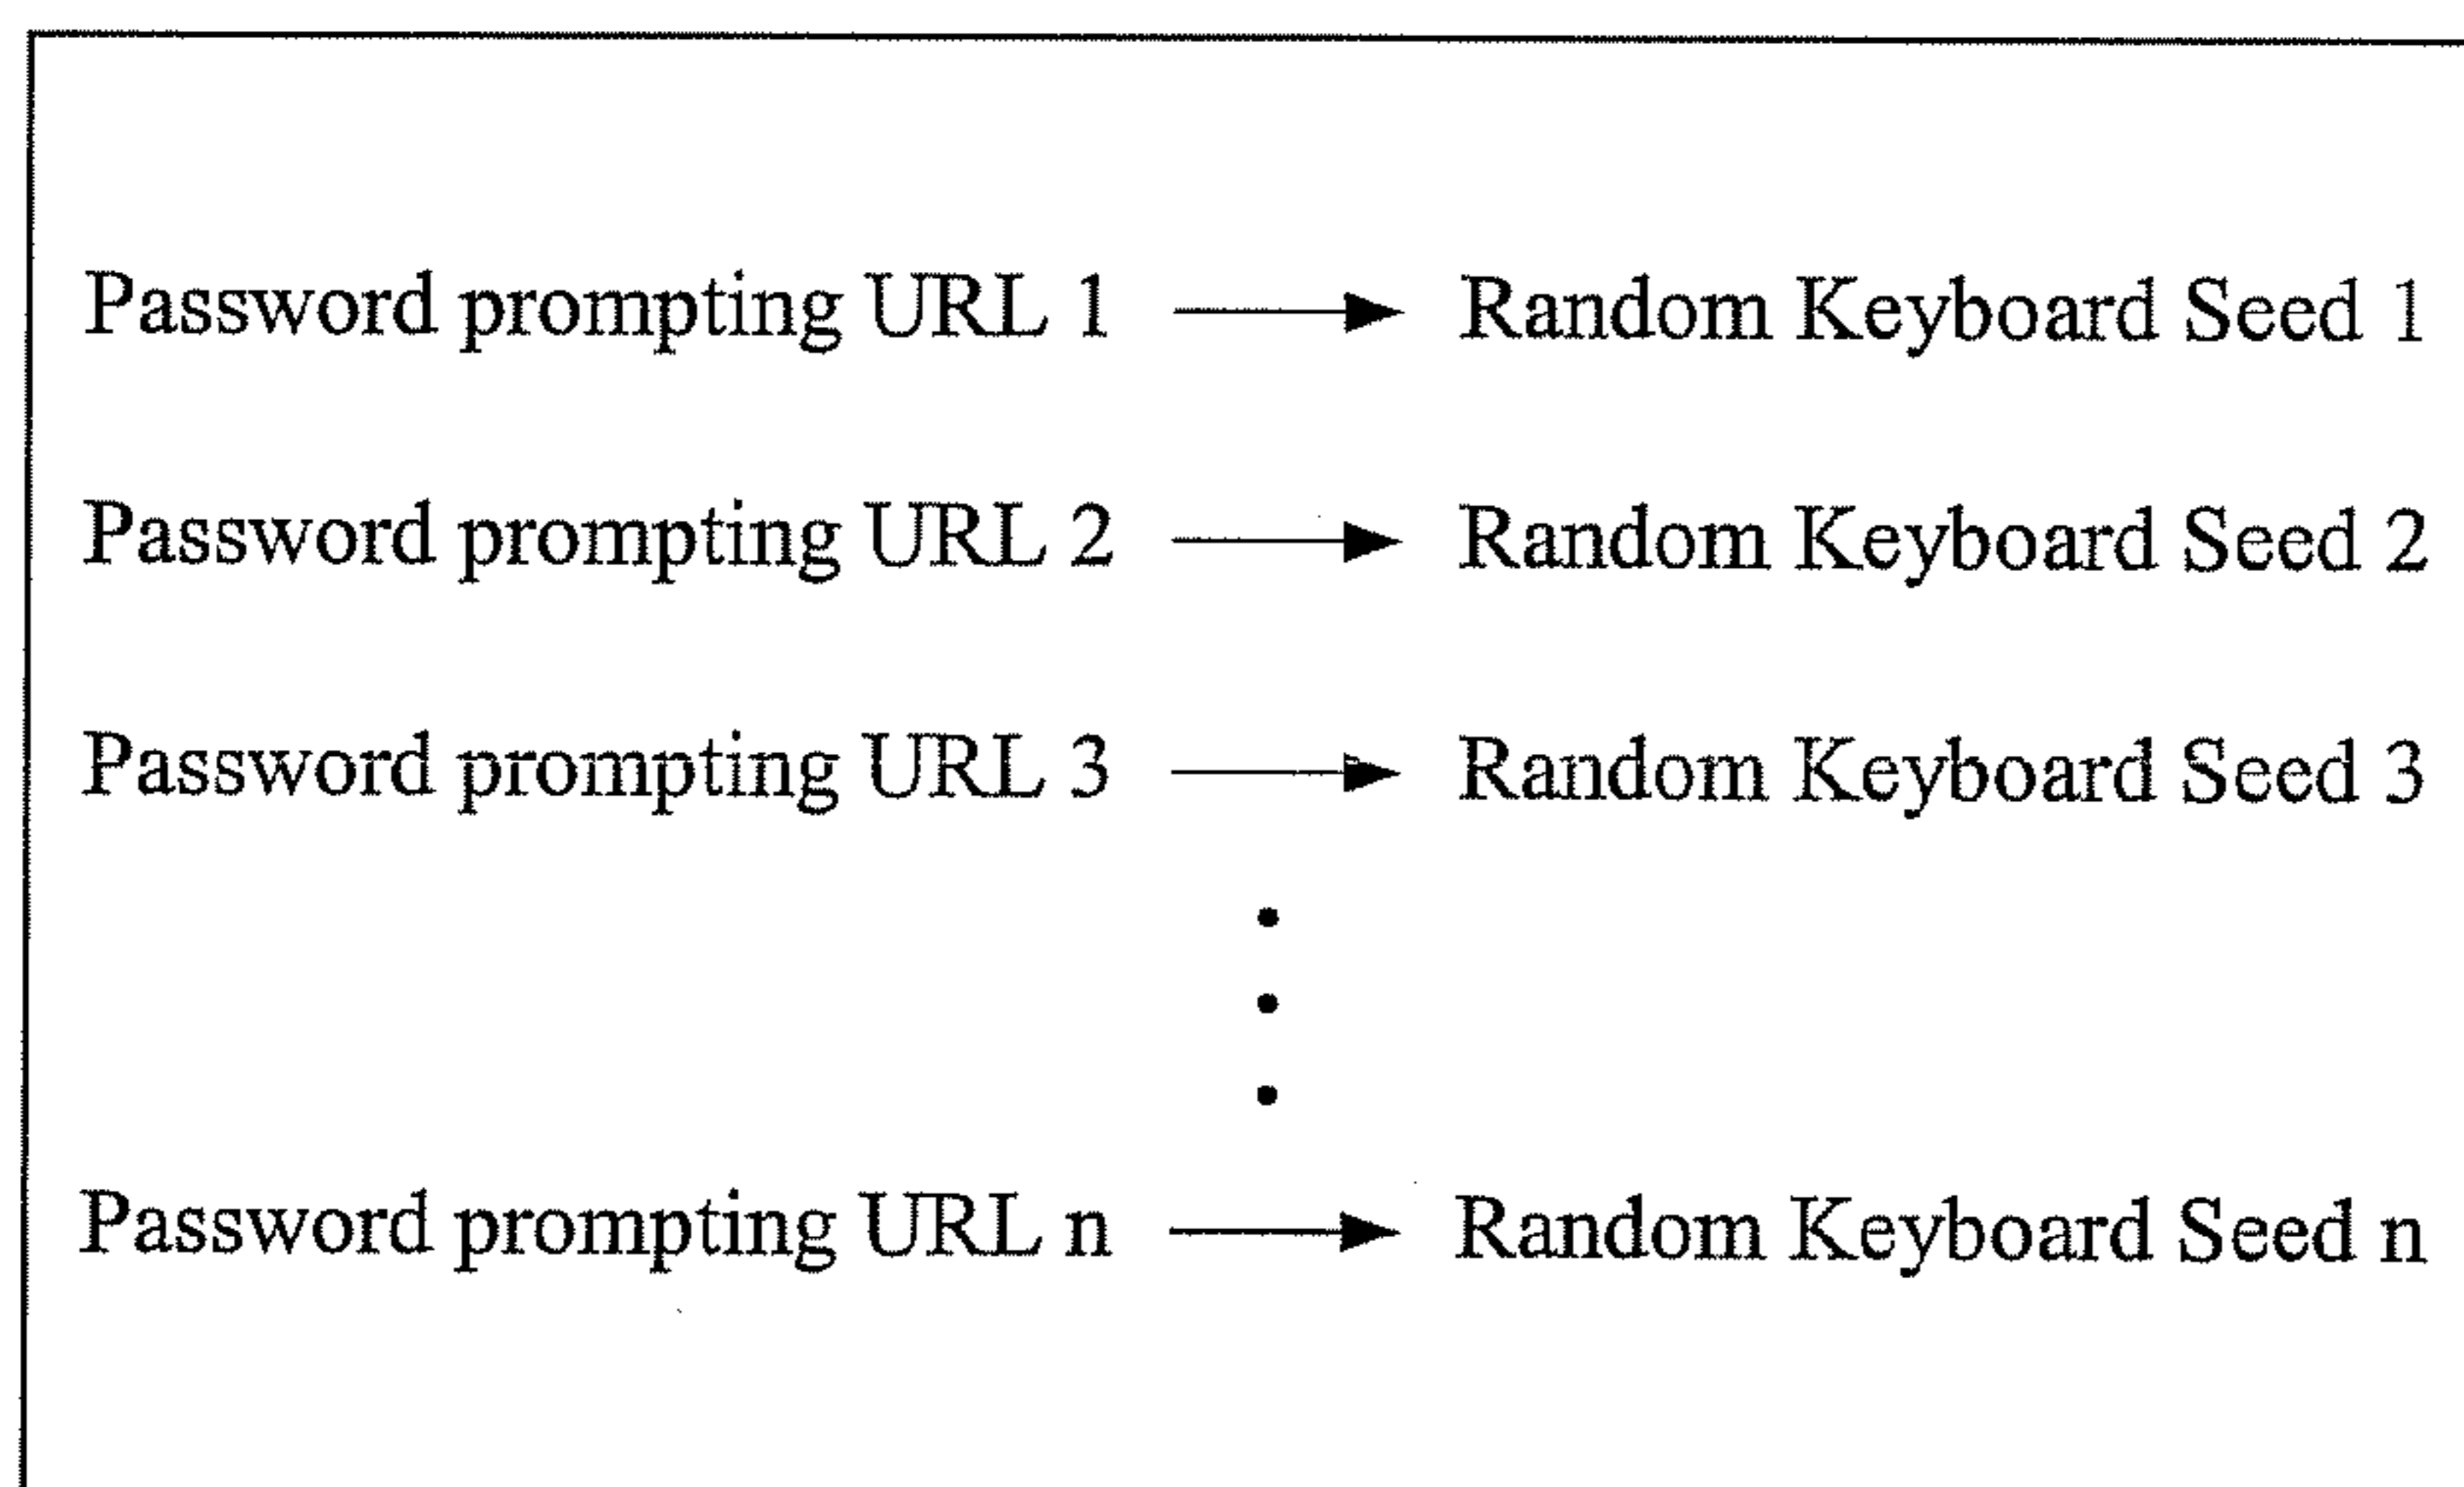 Password prompting URL 1 Random Keyboard Seed 1
Password prompting URL 2 Random Keyboard Seed 2
Password prompting URL 3 Random Keyboard Seed 3
Password prompting URL n Random Keyboard Seed n